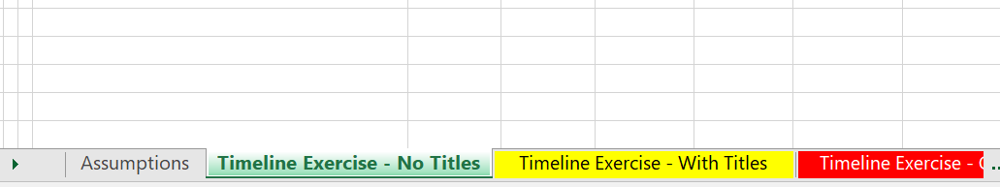 Assumptions Timeline Exercise - No Titles Timeline Exercise - With Titles Timeline Exercise - ...